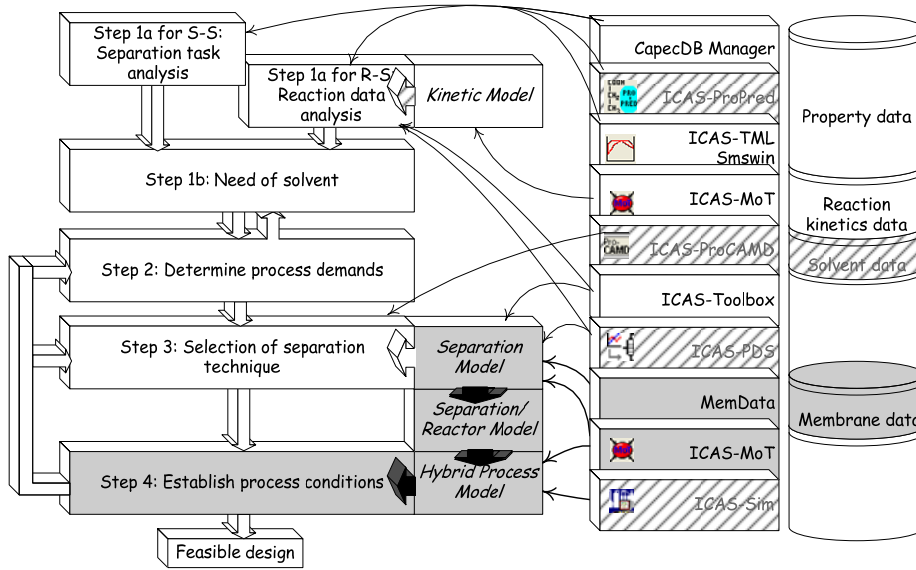 Step 1a for S-S:
Separation task
analysis
Step 1a for R-S
Reaction data
analysis
Kinetic Model
Step 1b: Need of solvent
Step 2: Determine process demands
Step 3: Selection of separation
technique
Separation
Model
Separation/
Reactor Model
Step 4: Establish process conditions
Hybrid Process
Model
Feasible design
CapecDB Manager
ICAS-ProPred
ICAS-TML
Smswin
ICAS-MoT
Pro-
CAMD
ICAS-ProCAMD
ICAS-Toolbox
ICAS-PDS
MemData
ICAS-MoT
ICAS-Sim
Property data
Reaction
kinetics data
Solvent data
Membrane data